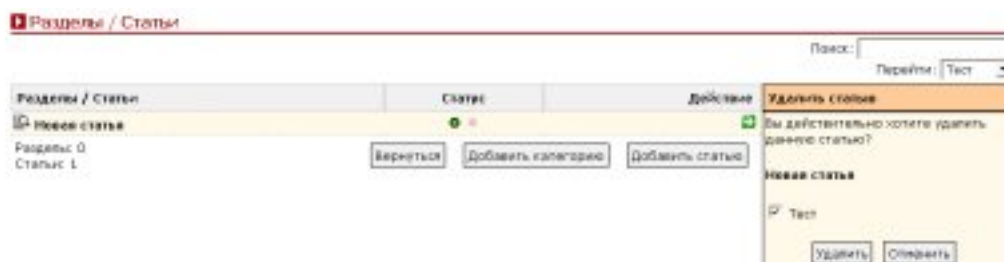 Разделы / Статьи
Поиск:
Перейти: Тест
Разделы / Статьи Статус Действие Удалить статью
Новая статья
Вы действительно хотите удалить
данную статью?
Разделы: 0
Статьи: 1
Вернуться Добавить категорию Добавить статью
Новая статья
Тест
Удалить Отменить